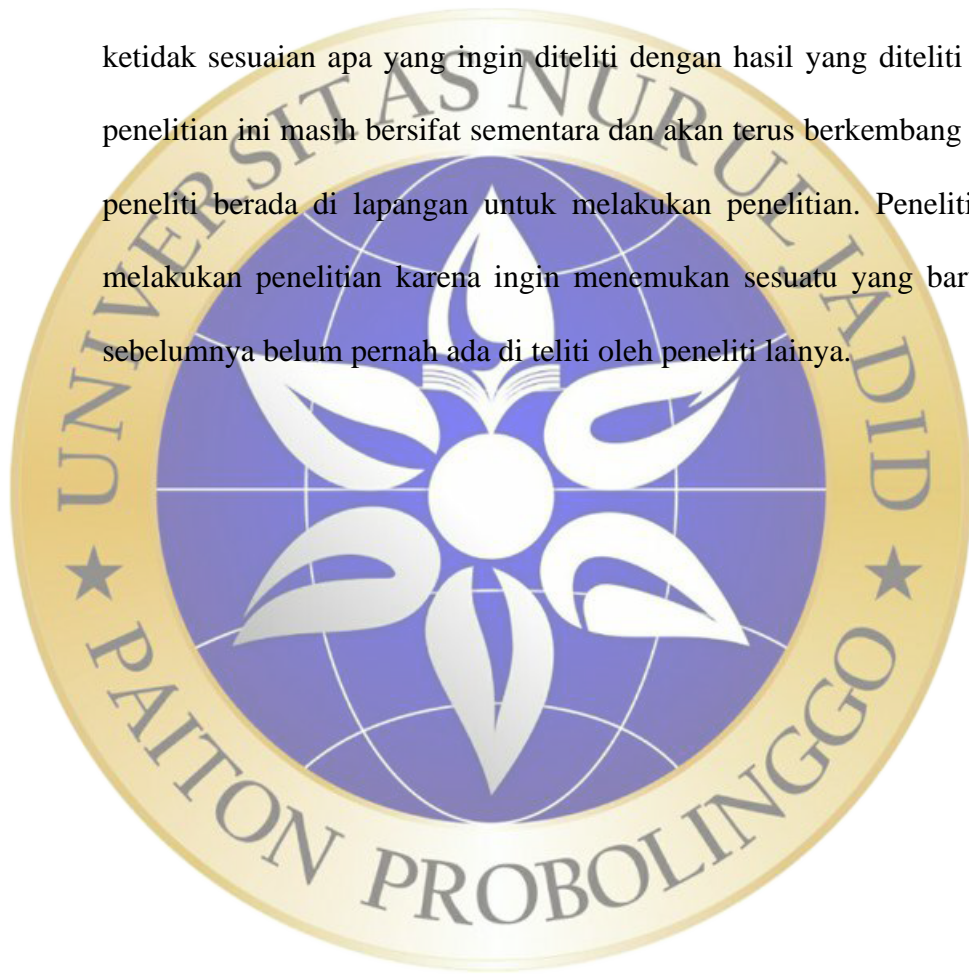 ketidak sesuaian apa yang ingin diteliti dengan hasil yang diteliti
penelitian ini masih bersifat sementara dan akan terus berkembang
peneliti berada di lapangan untuk melakukan penelitian. Peneliti
melakukan penelitian karena ingin menemukan sesuatu yang bar
sebelumnya belum pernah ada di teliti oleh peneliti lainya.
UNIVERSITAS NURUL JADID
★ PAITON PROBOLINGGO ★